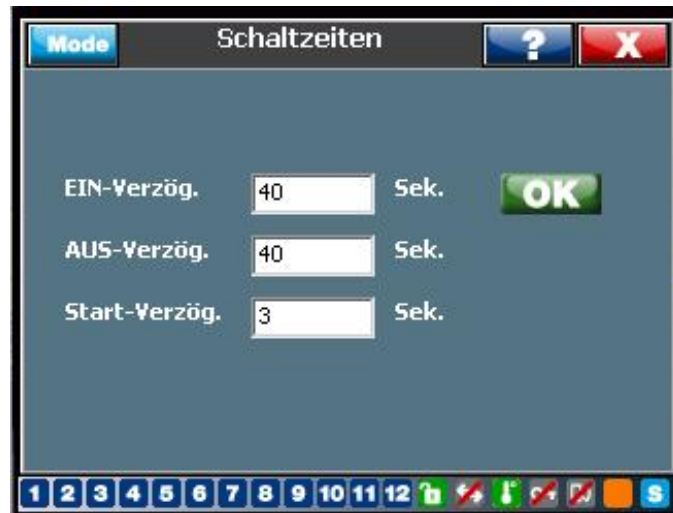 Mode Schaltzeiten ? X
EIN-Verzög. 40 Sek. OK
AUS-Verzög. 40 Sek.
Start-Verzög. 3 Sek.
1 2 3 4 5 6 7 8 9 10 11 12 S